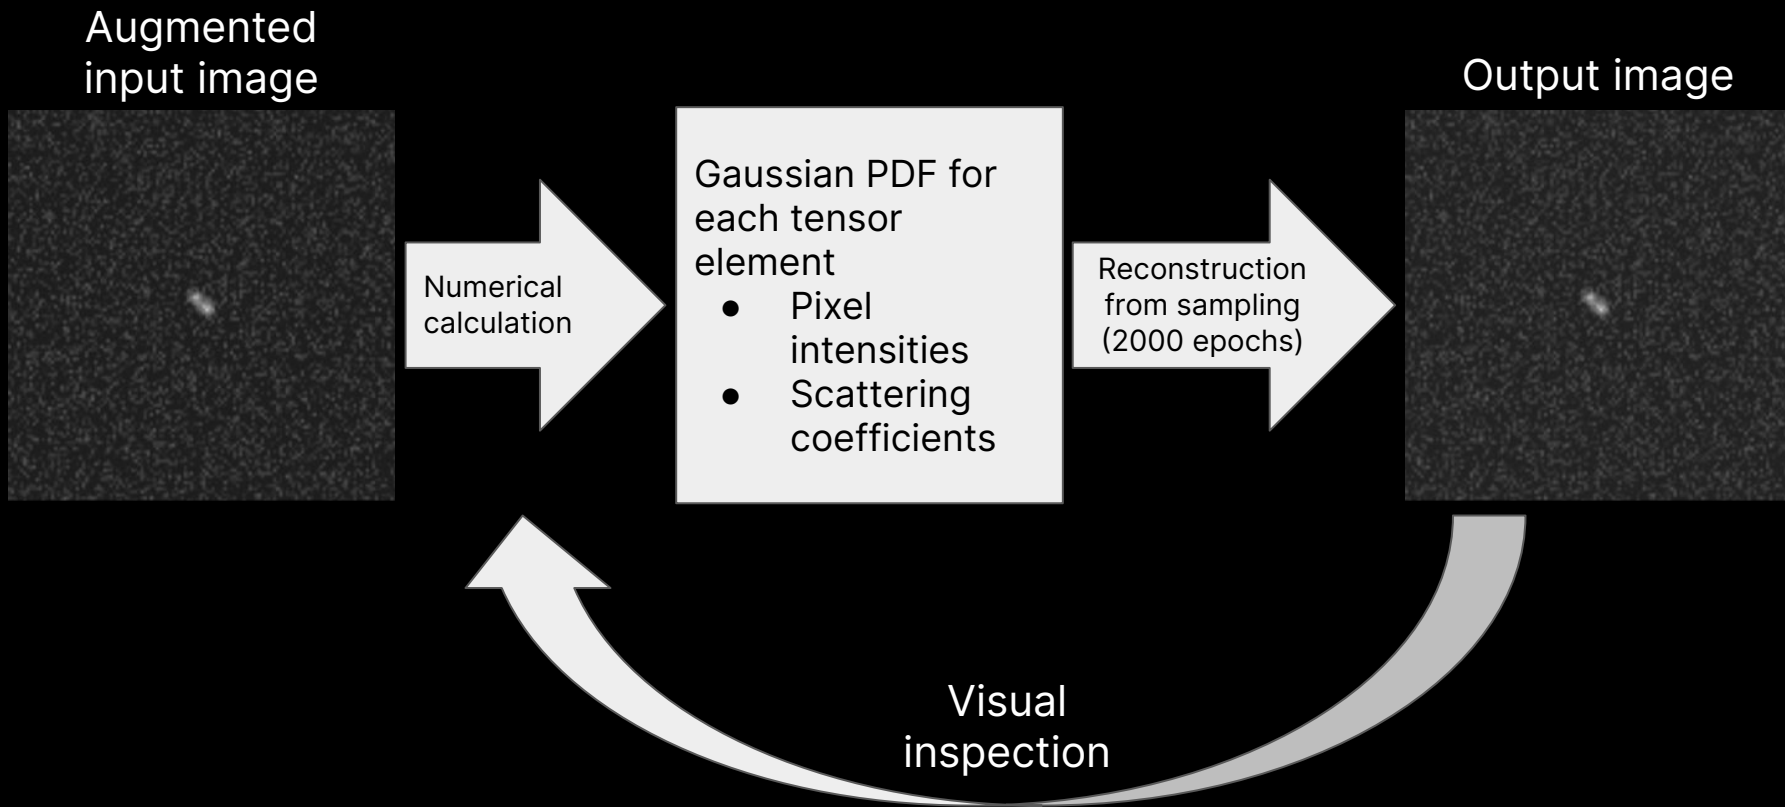 Augmented
input image
Output image
Numerical
calculation
Gaussian PDF for
each tensor
element
● Pixel
intensities
● Scattering
coefficients
Reconstruction
from sampling
(2000 epochs)
Visual
inspection